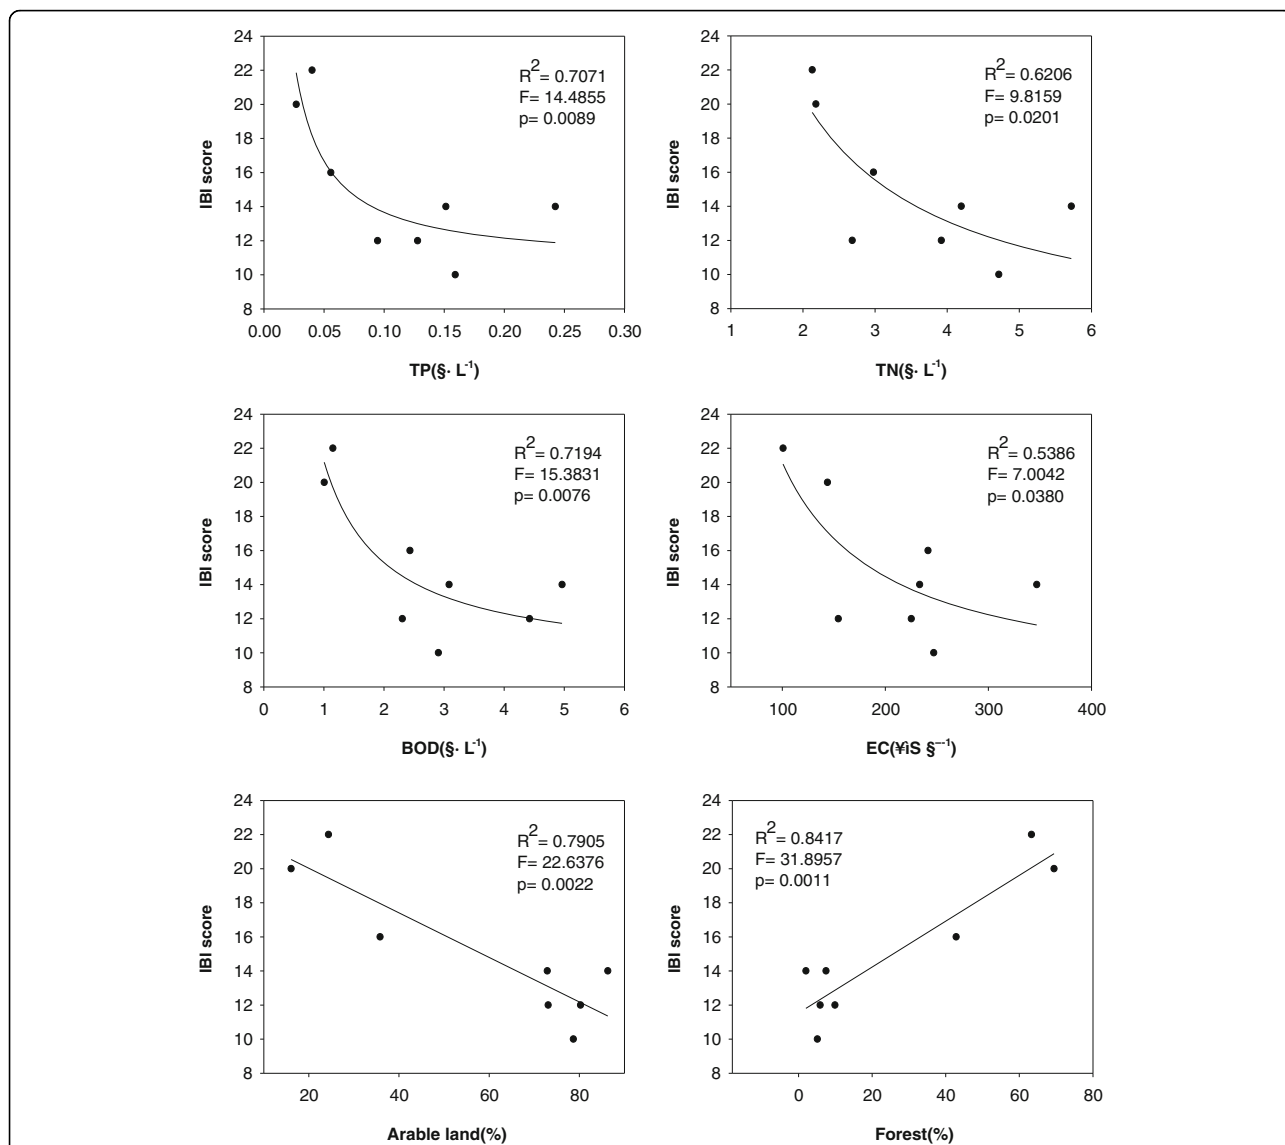 24
22
20
18
16
14
12
10
8
IBI score
R2= 0.7071
F= 14.4855
p= 0.0089
0.00 0.05 0.10 0.15 0.20 0.25 0.30
TP(§· L-1)
24
22
20
18
16
14
12
10
8
IBI score
R2= 0.6206
F= 9.8159
p= 0.0201
1 2 3 4 5 6
TN(§· L-1)
24
22
20
18
16
14
12
10
8
IBI score
R2= 0.7194
F= 15.3831
p= 0.0076
0 1 2 3 4 5 6
BOD(§· L-1)
24
22
20
18
16
14
12
10
8
IBI score
R2= 0.5386
F= 7.0042
p= 0.0380
100 200 300 400
24
22
20
18
16
14
12
10
8
IBI score
R2= 0.7905
F= 22.6376
p= 0.0022
20 40 60 80
Arable land(%)
24
22
20
18
16
14
12
10
8
IBI score
R2= 0.8417
F= 31.8957
p= 0.0011
0 20 40 60 80
Forest(%)